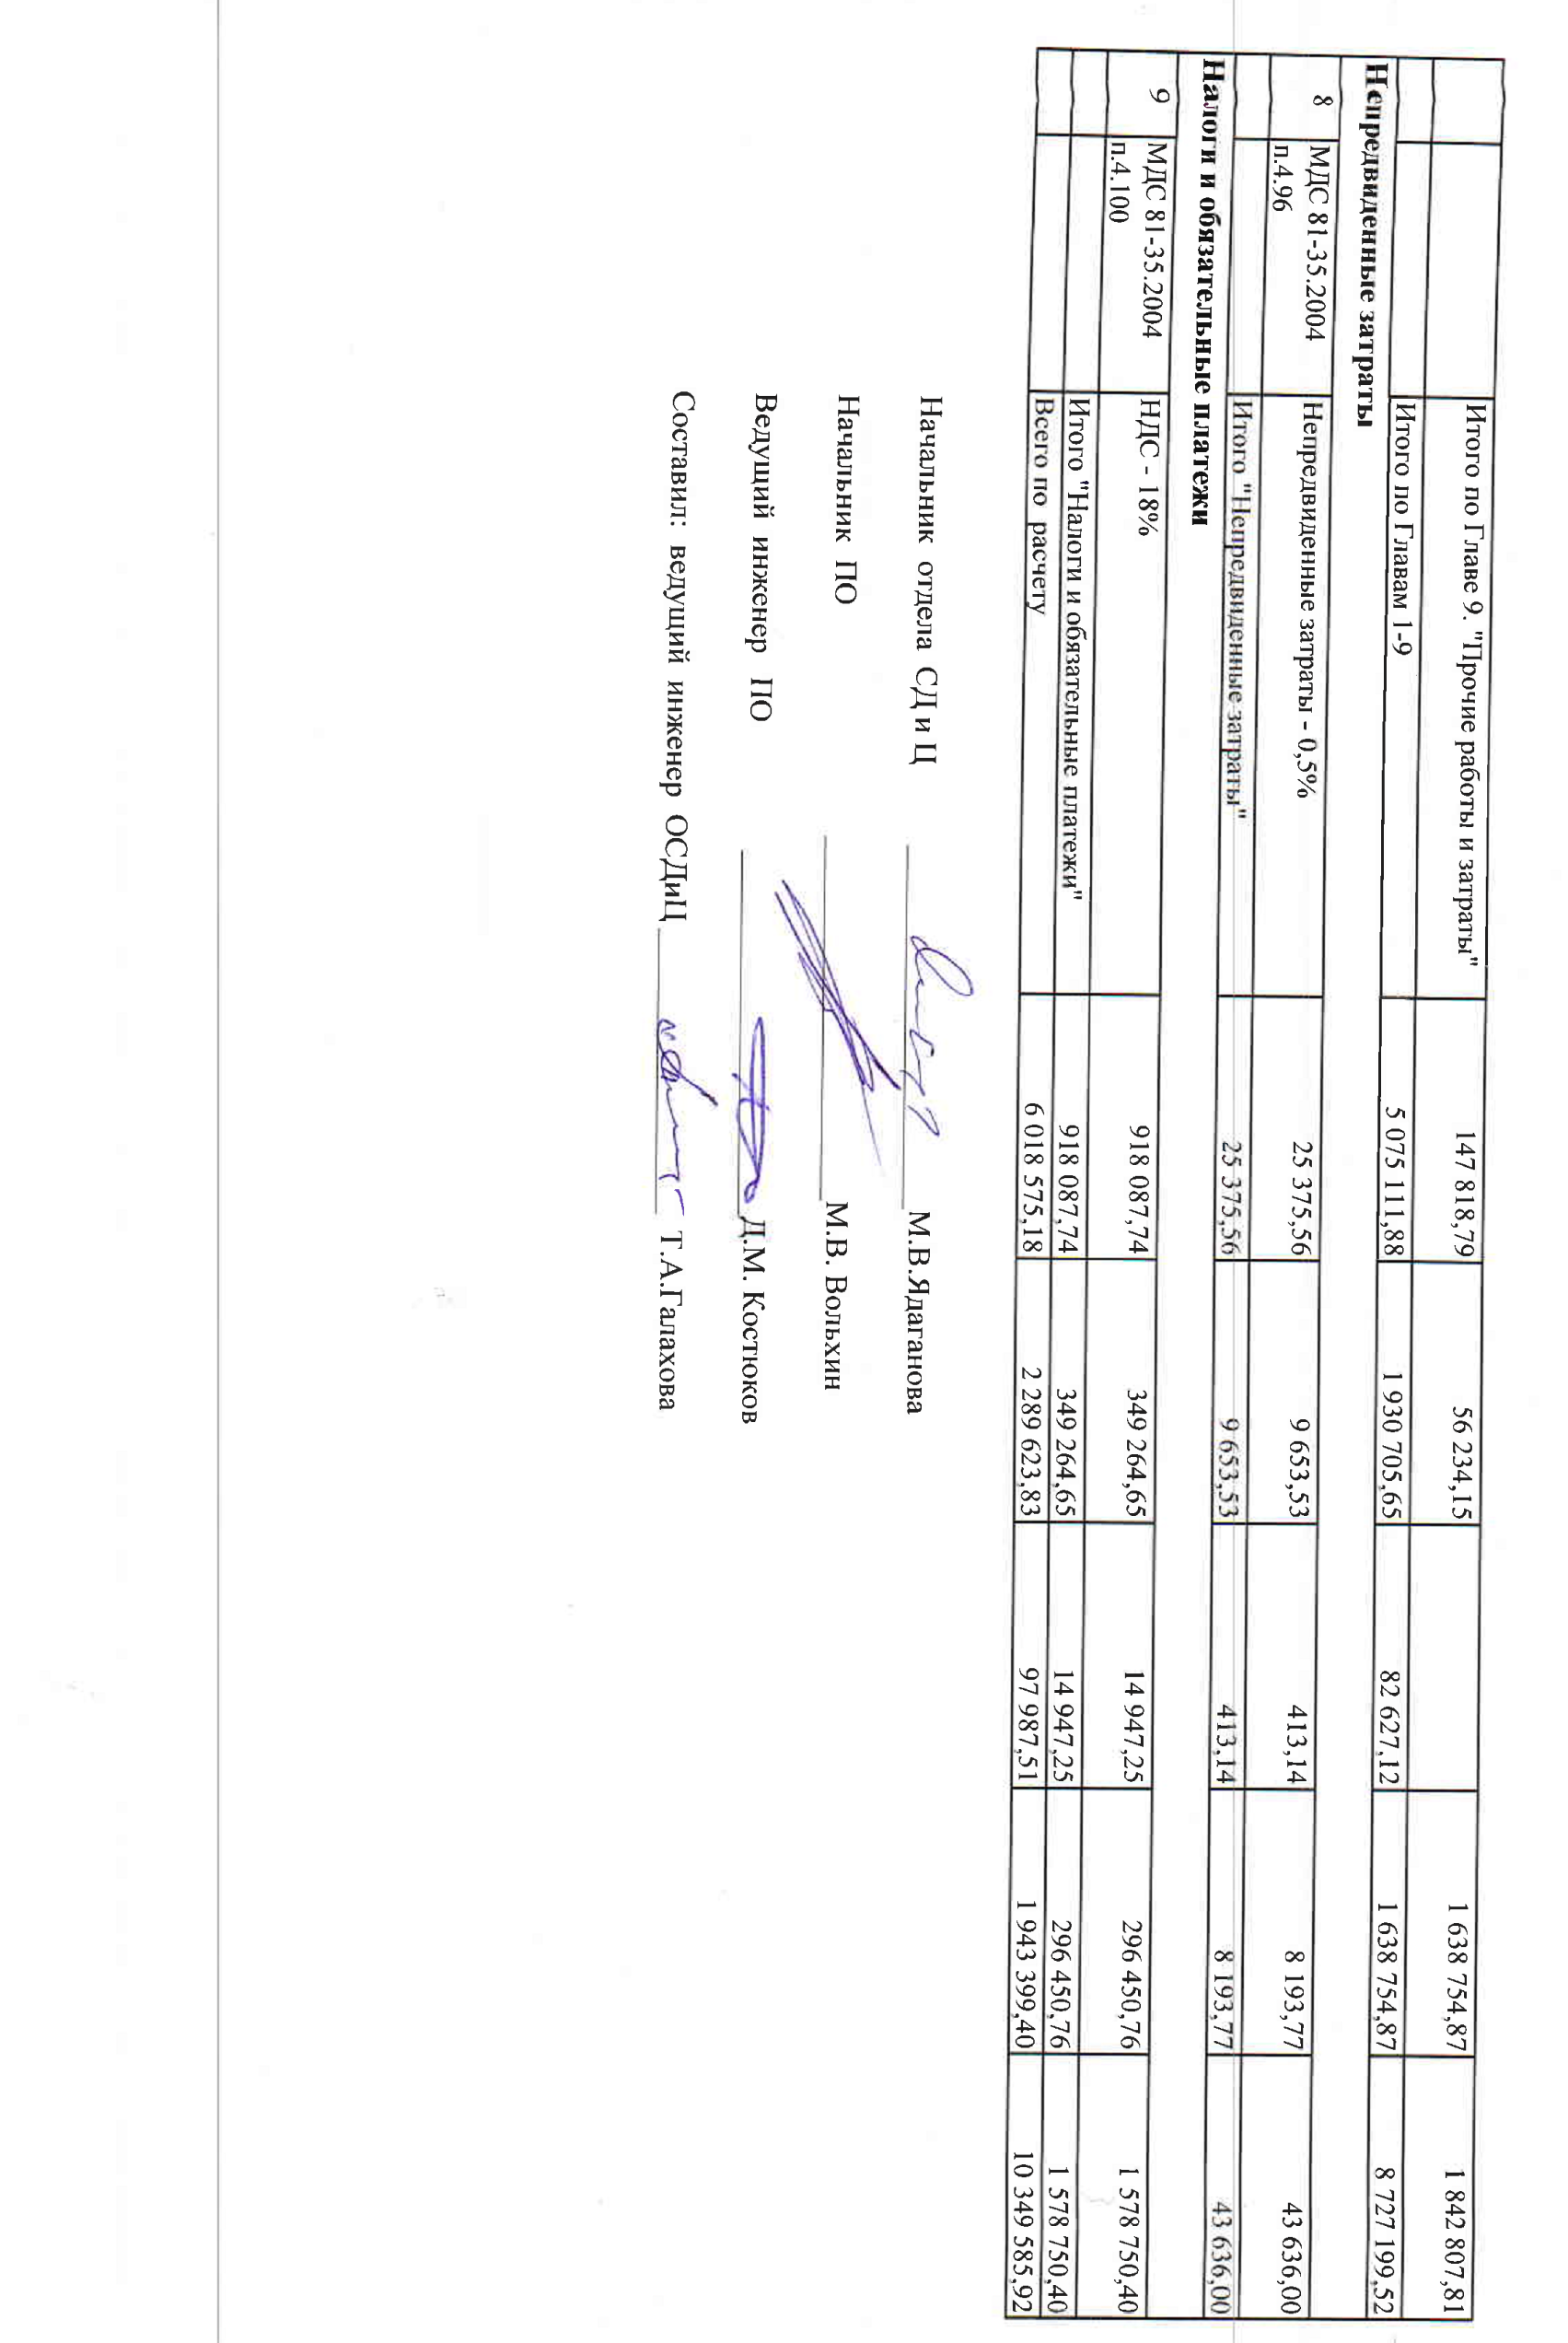 Итого по Главе 9. "Прочие работы и затраты" 147 818,79 56 234,15 1 638 754,87 1 842 807,81
Итого по Главам 1-9 5 075 111,88 1 930 705,65 82 627,12 1 638 754,87 8 727 199,52
Непредвиденные затраты
8 МДС 81-35.2004 Непредвиденные затраты - 0,5% 25 375,56 9 653,53 413,14 8 193,77 43 636,00
п.4.96
Итого "Непредвиденные затраты" 25 375,56 9 653,53 413,14 8 193,77 43 636,00
Налоги и обязательные платежи
9 МДС 81-35.2004 НДС - 18% 918 087,74 349 264,65 14 947,25 296 450,76 1 578 750,40
п.4.100
Итого "Налоги и обязательные платежи" 918 087,74 349 264,65 14 947,25 296 450,76 1 578 750,40
Всего по расчету 6 018 575,18 2 289 623,83 97 987,51 1 943 399,40 10 349 585,92
Начальник отдела СД и Ц М.В.Ядаганова
Начальник ПО М.В. Вольхин
Ведущий инженер ПО Д.М. Костюков
Составил: ведущий инженер ОСДиЦ Т.А.Галахова